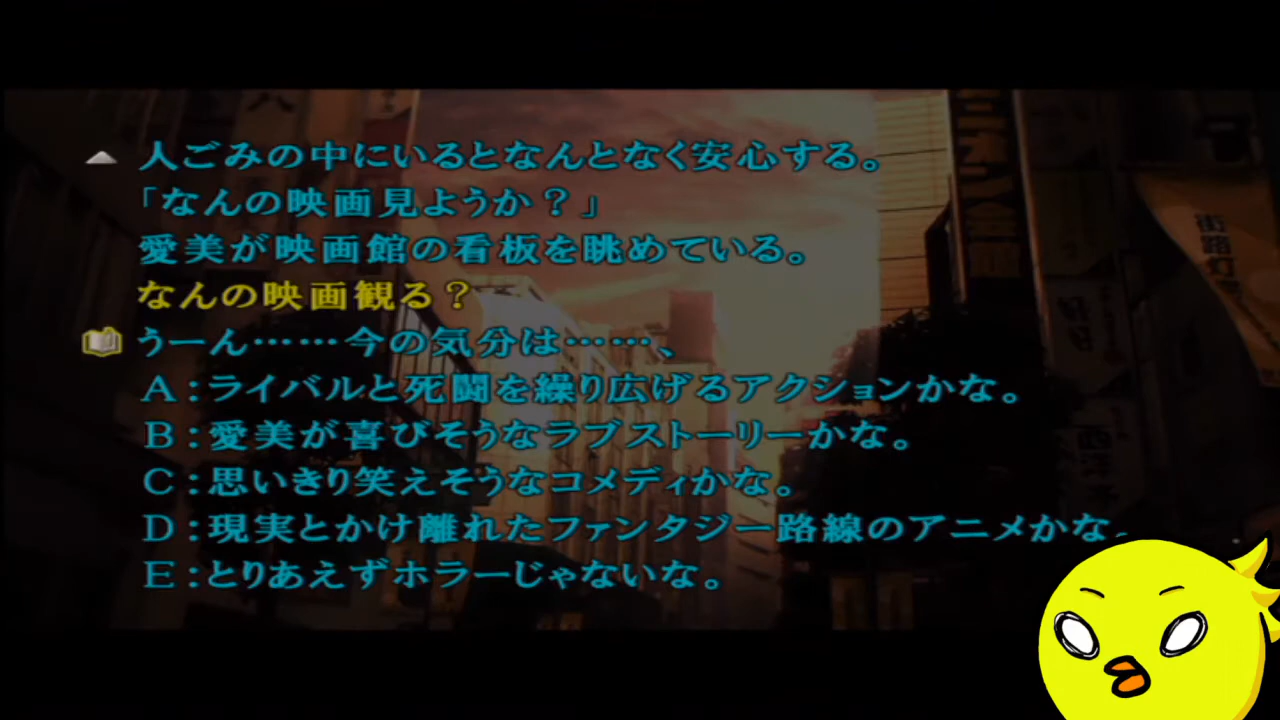 人ごみの中にいるとなんとなく安心する。
「なんの映画見ようか？」
愛美が映画館の看板を眺めている。
なんの映画観る？
うーん……今の気分は……、
Ａ：ライバルと死闘を繰り広げるアクションかな。
Ｂ：愛美が喜びそうなラブストーリーかな。
Ｃ：思いきり笑えそうなコメディかな。
Ｄ：現実とかけ離れたファンタジー路線のアニメかな。
Ｅ：とりあえずホラーじゃないな。
街路灯